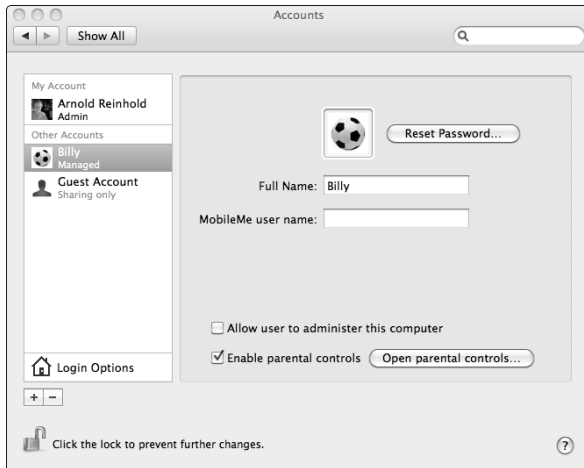 Accounts
Show All
My Account
Arnold Reinhold
Admin
Other Accounts
Billy
Managed
Guest Account
Sharing only
Login Options
+ −
Reset Password...
Full Name: Billy
MobileMe user name:
Allow user to administer this computer
Enable parental controls Open parental controls...
Click the lock to prevent further changes.
?